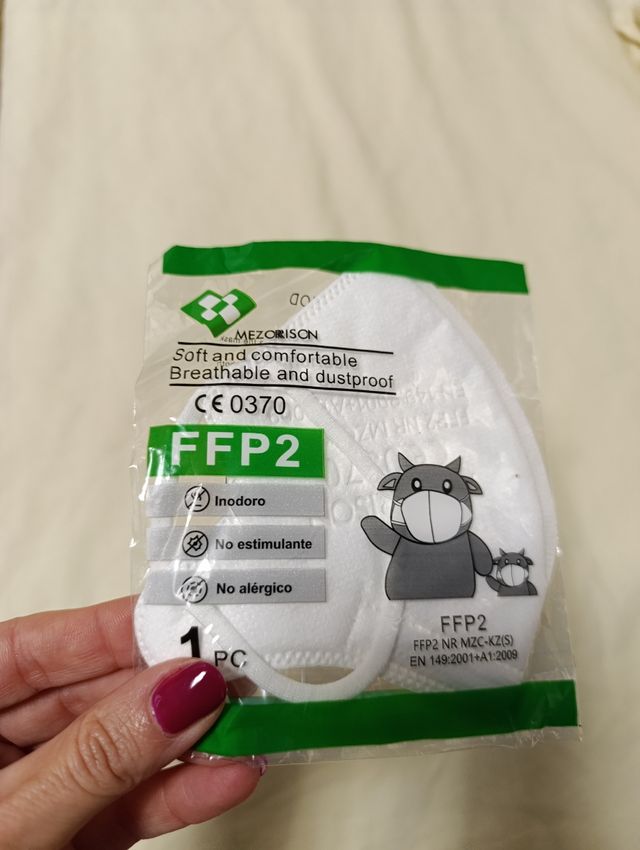 MEZORRISON
Soft and comfortable
Breathable and dustproof
CE 0370
FFP2
Inodoro
No estimulante
No alérgico
1 PC
FFP2
FFP2 NR MZC-KZ(S)
EN 149:2001+A1:2009